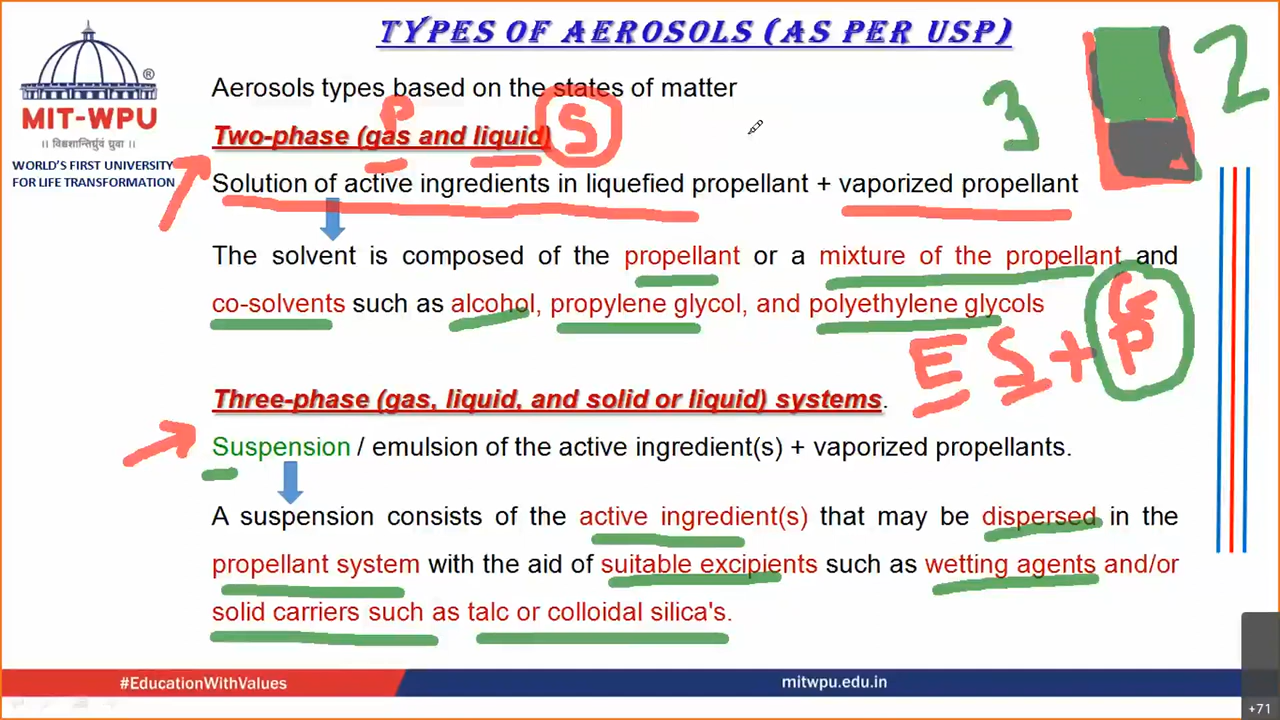 TYPES OF AEROSOLS (AS PER USP)
2
3
®
MIT-WPU
॥ विश्वशान्तिर्ध्रुवं ध्रुवा ॥
WORLD'S FIRST UNIVERSITY
FOR LIFE TRANSFORMATION
Aerosols types based on the states of matter
P
S
Two-phase (gas and liquid)
Solution of active ingredients in liquefied propellant + vaporized propellant
The solvent is composed of the propellant or a mixture of the propellant and
co-solvents such as alcohol, propylene glycol, and polyethylene glycols
G
E S + P
Three-phase (gas, liquid, and solid or liquid) systems.
Suspension / emulsion of the active ingredient(s) + vaporized propellants.
A suspension consists of the active ingredient(s) that may be dispersed in the
propellant system with the aid of suitable excipients such as wetting agents and/or
solid carriers such as talc or colloidal silica's.
#EducationWithValues
mitwpu.edu.in
+71